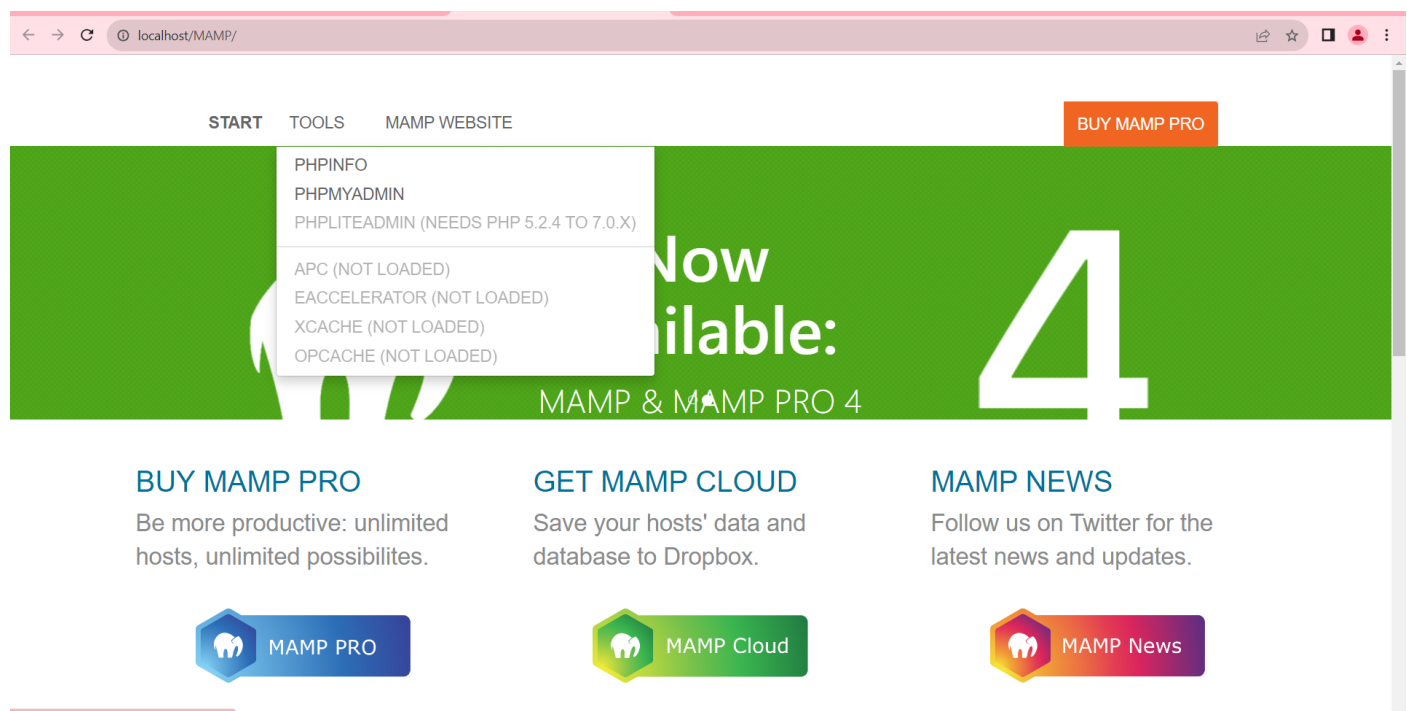 localhost/MAMP/
START TOOLS MAMP WEBSITE BUY MAMP PRO
PHPINFO
PHPMYADMIN
PHPLITEADMIN (NEEDS PHP 5.2.4 TO 7.0.X)
APC (NOT LOADED)
EACCELERATOR (NOT LOADED)
XCACHE (NOT LOADED)
OPCACHE (NOT LOADED)
Now
ilable:
4
MAMP & MAMP PRO 4
BUY MAMP PRO
Be more productive: unlimited
hosts, unlimited possibilites.
MAMP PRO
GET MAMP CLOUD
Save your hosts' data and
database to Dropbox.
MAMP Cloud
MAMP NEWS
Follow us on Twitter for the
latest news and updates.
MAMP News